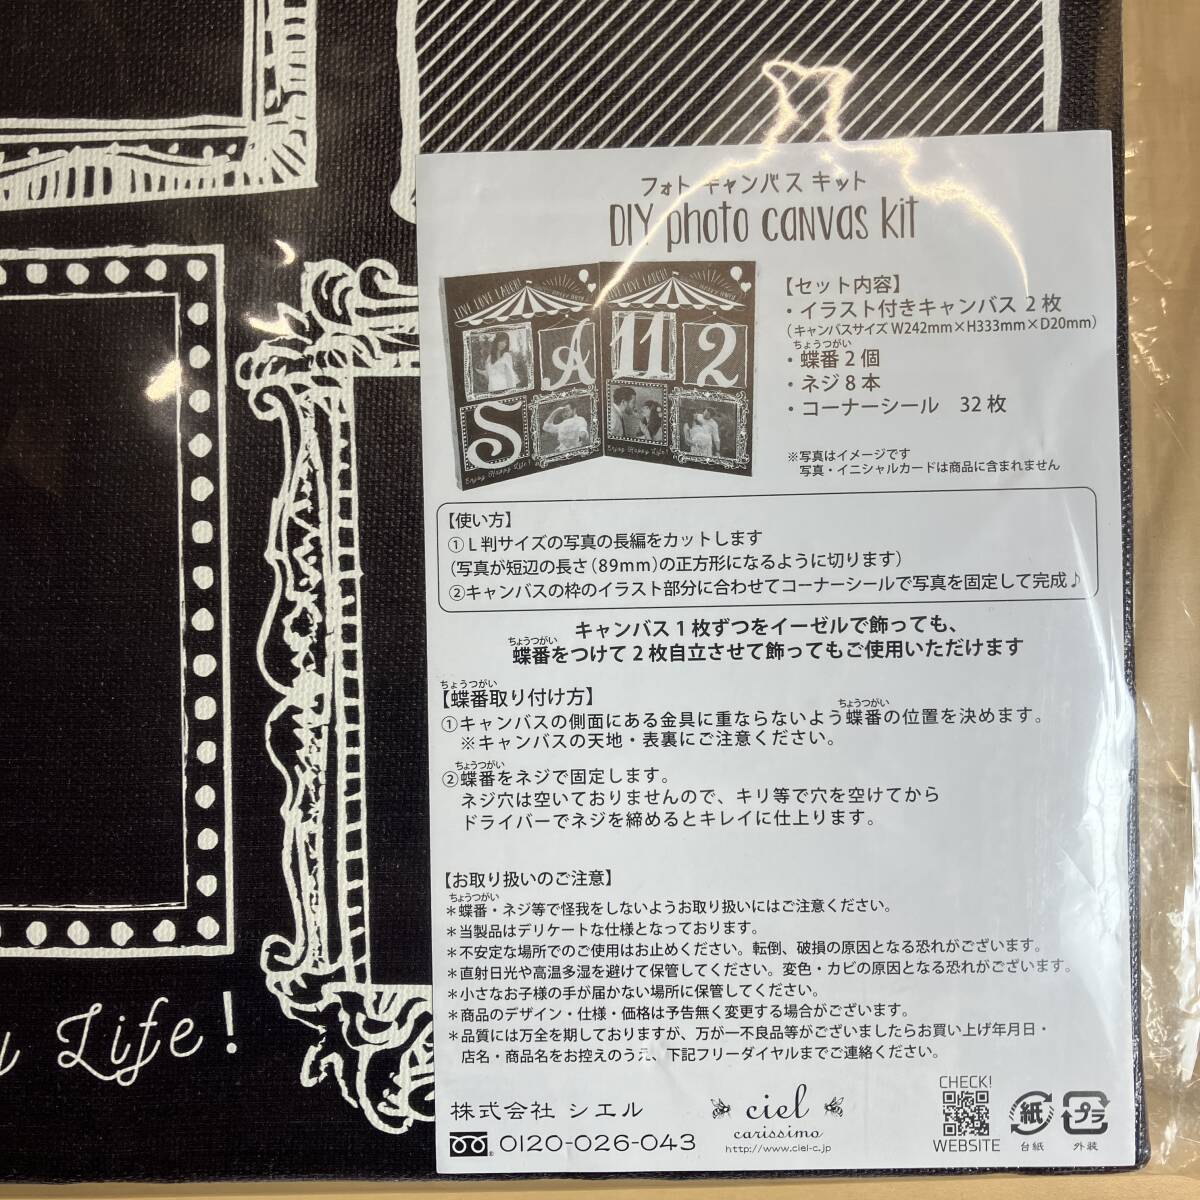 フォト キャンバス キット
DIY photo canvas kit
LIVE LOVE LAUGH!
S
A
U
2
Enjoy Happy Life!
Enjoy Happy Life!
【セット内容】
・イラスト付きキャンバス 2枚
（キャンバスサイズ W242mm×H333mm×D20mm）
ちょうつがい
・蝶番2個
・ネジ8本
・コーナーシール 32枚
※写真はイメージです
写真・イニシャルカードは商品に含まれません
【使い方】
①L判サイズの写真の長編をカットします
（写真が短辺の長さ（89mm）の正方形になるように切ります）
②キャンバスの枠のイラスト部分に合わせてコーナーシールで写真を固定して完成♪
キャンバス1枚ずつをイーゼルで飾っても、
ちょうつがい
蝶番をつけて2枚自立させて飾ってもご使用いただけます
ちょうつがい
【蝶番取り付け方】
ちょうつがい
①キャンバスの側面にある金具に重ならないよう蝶番の位置を決めます。
※キャンバスの天地・表裏にご注意ください。
ちょうつがい
②蝶番をネジで固定します。
ネジ穴は空いておりませんので、キリ等で穴を空けてから
ドライバーでネジを締めるとキレイに仕上ります。
【お取り扱いのご注意】
ちょうつがい
＊蝶番・ネジ等で怪我をしないようお取り扱いにはご注意ください。
＊当製品はデリケートな仕様となっております。
＊不安定な場所でのご使用はお止めください。転倒、破損の原因となる恐れがございます。
＊直射日光や高温多湿を避けて保管してください。変色・カビの原因となる恐れがございます。
＊小さなお子様の手が届かない場所に保管してください。
＊商品のデザイン・仕様・価格は予告無く変更する場合がございます。
＊品質には万全を期しておりますが、万が一不良品等がございましたらお買い上げ年月日・
店名・商品名をお控えのうえ、下記フリーダイヤルまでご連絡ください。
株式会社 シエル
0120-026-043
ciel
carissimo
http://www.ciel-c.jp
CHECK!
WEBSITE
紙
台紙
プラ
外装
Life!